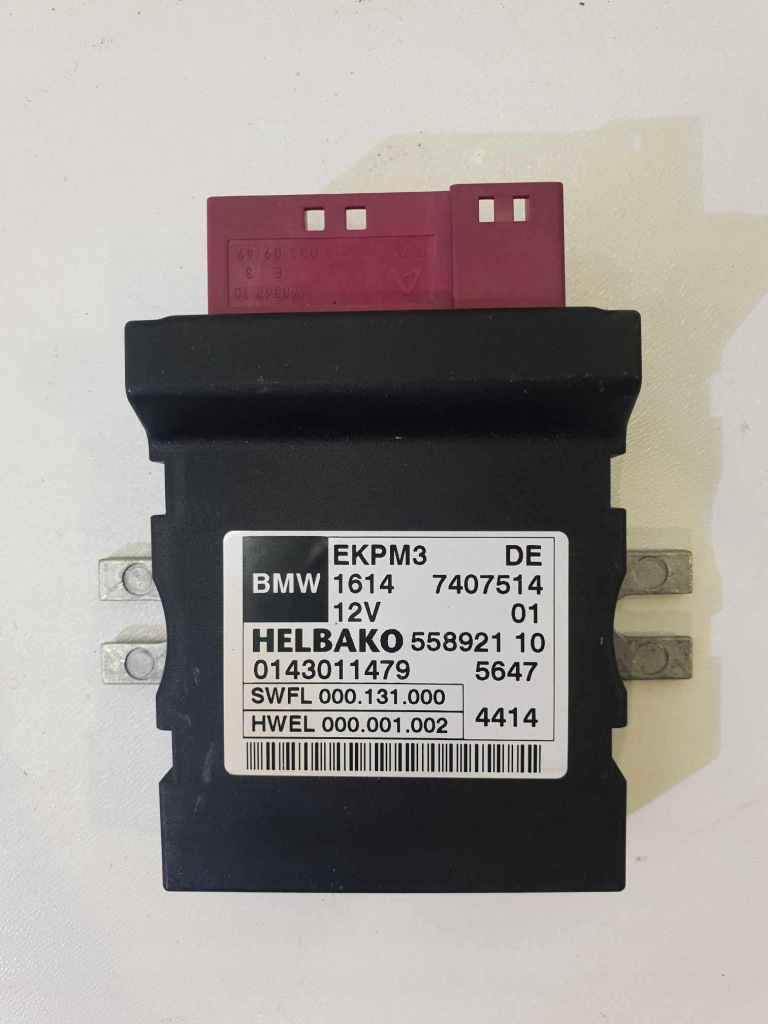 EKPM3 DE
BMW 1614 7407514
12V 01
HELBAKO 558921 10
0143011479 5647
SWFL 000.131.000
HWEL 000.001.002 4414